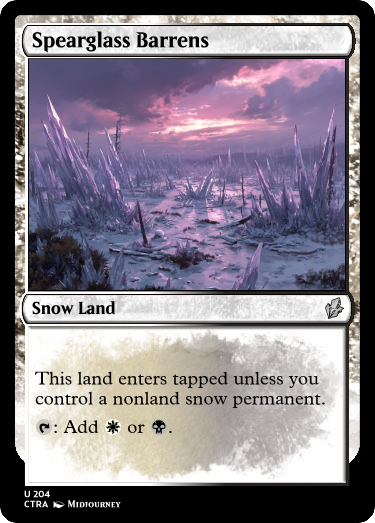 Spearglass Barrens
Snow Land
This land enters tapped unless you
control a nonland snow permanent.
: Add or .
U 204
CTRA Midjourney